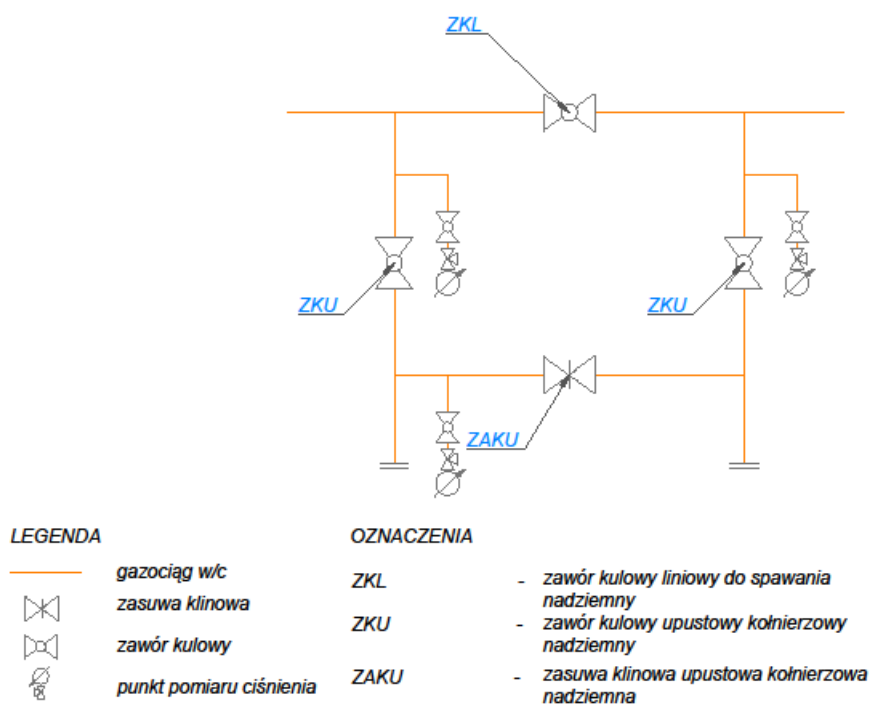 ZKL
ZKU
ZKU
ZAKU
LEGENDA
gazociąg w/c
zasuwa klinowa
zawór kulowy
punkt pomiaru ciśnienia
OZNACZENIA
ZKL - zawór kulowy liniowy do spawania
nadziemny
ZKU - zawór kulowy upustowy kołnierzowy
nadziemny
ZAKU - zasuwa klinowa upustowa kołnierzowa
nadziemna